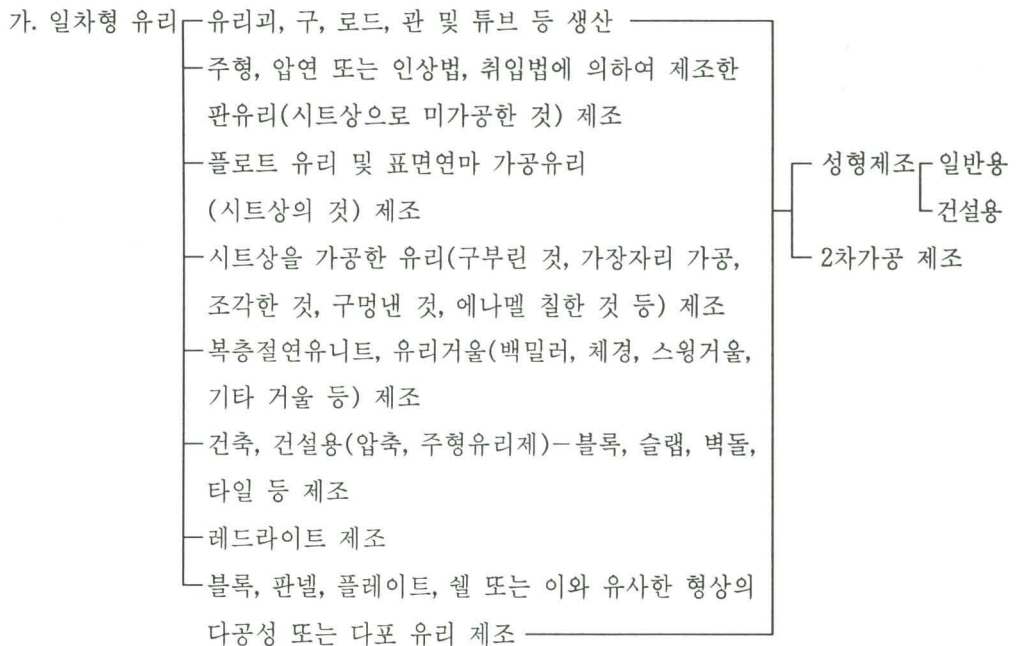 가. 일차형 유리
유리괴, 구, 로드, 관 및 튜브 등 생산
주형, 압연 또는 인상법, 취입법에 의하여 제조한
판유리(시트상으로 미가공한 것) 제조
플로트 유리 및 표면연마 가공유리
(시트상의 것) 제조
시트상을 가공한 유리(구부린 것, 가장자리 가공,
조각한 것, 구멍낸 것, 에나멜 칠한 것 등) 제조
복층절연유니트, 유리거울(백밀러, 체경, 스윙거울,
기타 거울 등) 제조
건축, 건설용(압축, 주형유리제)-블록, 슬랩, 벽돌,
타일 등 제조
레드라이트 제조
블록, 판넬, 플레이트, 쉘 또는 이와 유사한 형상의
다공성 또는 다포 유리 제조
성형제조
일반용
건설용
2차가공 제조